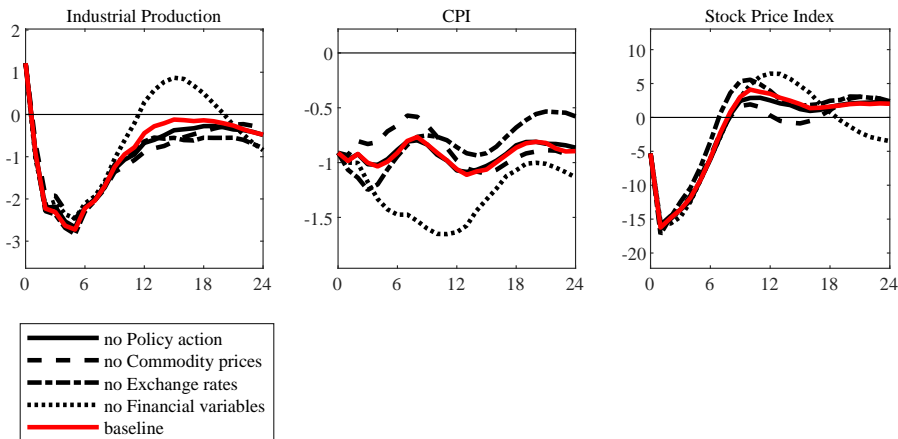 Industrial Production
CPI
Stock Price Index
2
1
0
-1
-2
-3
0 6 12 18 24
0
-0.5
-1
-1.5
0 6 12 18 24
10
5
0
-5
-10
-15
-20
0 6 12 18 24
no Policy action
no Commodity prices
no Exchange rates
no Financial variables
baseline